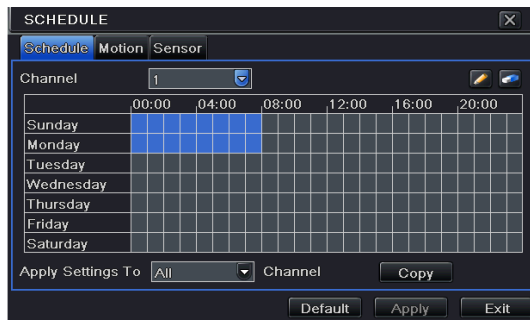 SCHEDULE
Schedule Motion Sensor
Channel 1
00:00 04:00 08:00 12:00 16:00 20:00
Sunday
Monday
Tuesday
Wednesday
Thursday
Friday
Saturday
Apply Settings To All Channel Copy
Default Apply Exit